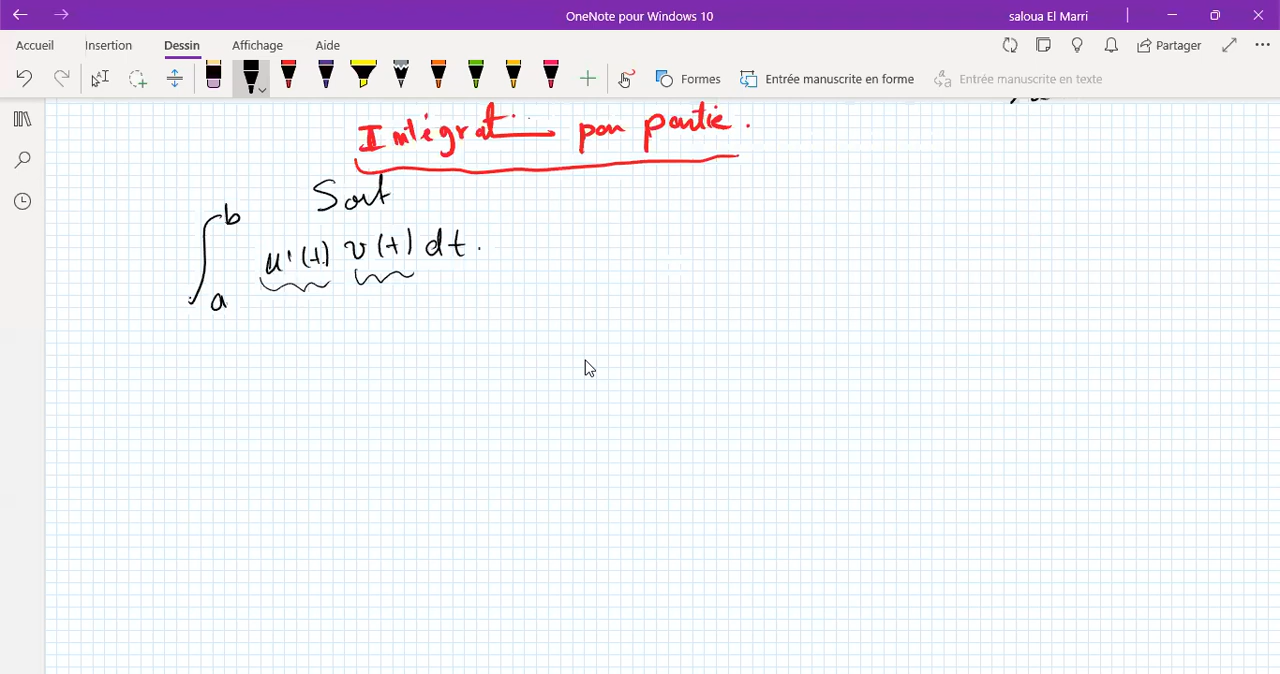 OneNote pour Windows 10
saloua El Marri
Accueil Insertion Dessin Affichage Aide
Partager
Formes Entrée manuscrite en forme Entrée manuscrite en texte
Intégrat par partie.
Soit
∫ₐᵇ u'(t) v(t) dt.